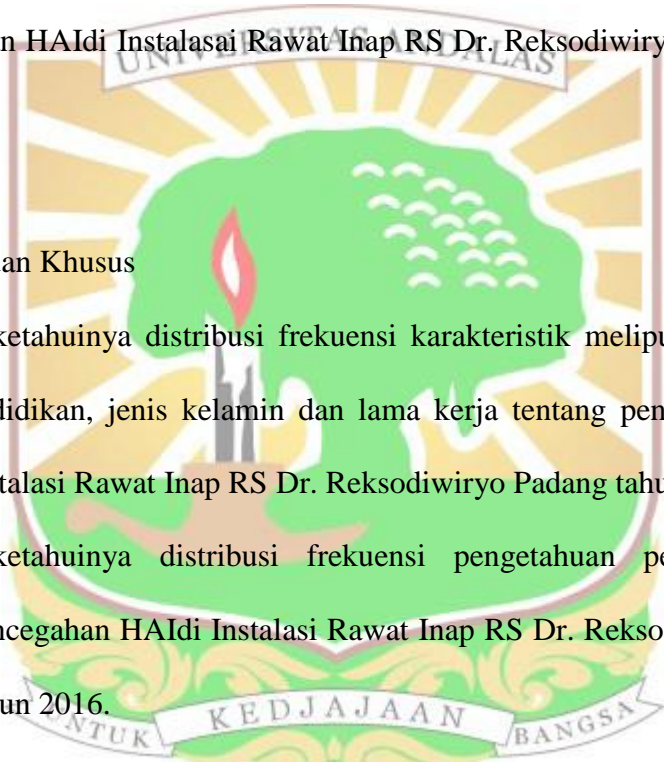 n HAIdi Instalasai Rawat Inap RS Dr. Reksodiwiry
UNIVERSITAS ANDALAS
uan Khusus
ketahuinya distribusi frekuensi karakteristik melipu
didikan, jenis kelamin dan lama kerja tentang pen
stalasi Rawat Inap RS Dr. Reksodiwiryo Padang tahu
ketahuinya distribusi frekuensi pengetahuan pe
ncegahan HAIdi Instalasi Rawat Inap RS Dr. Rekso
un 2016.
UNTUK KEDJAJAAN BANGSA